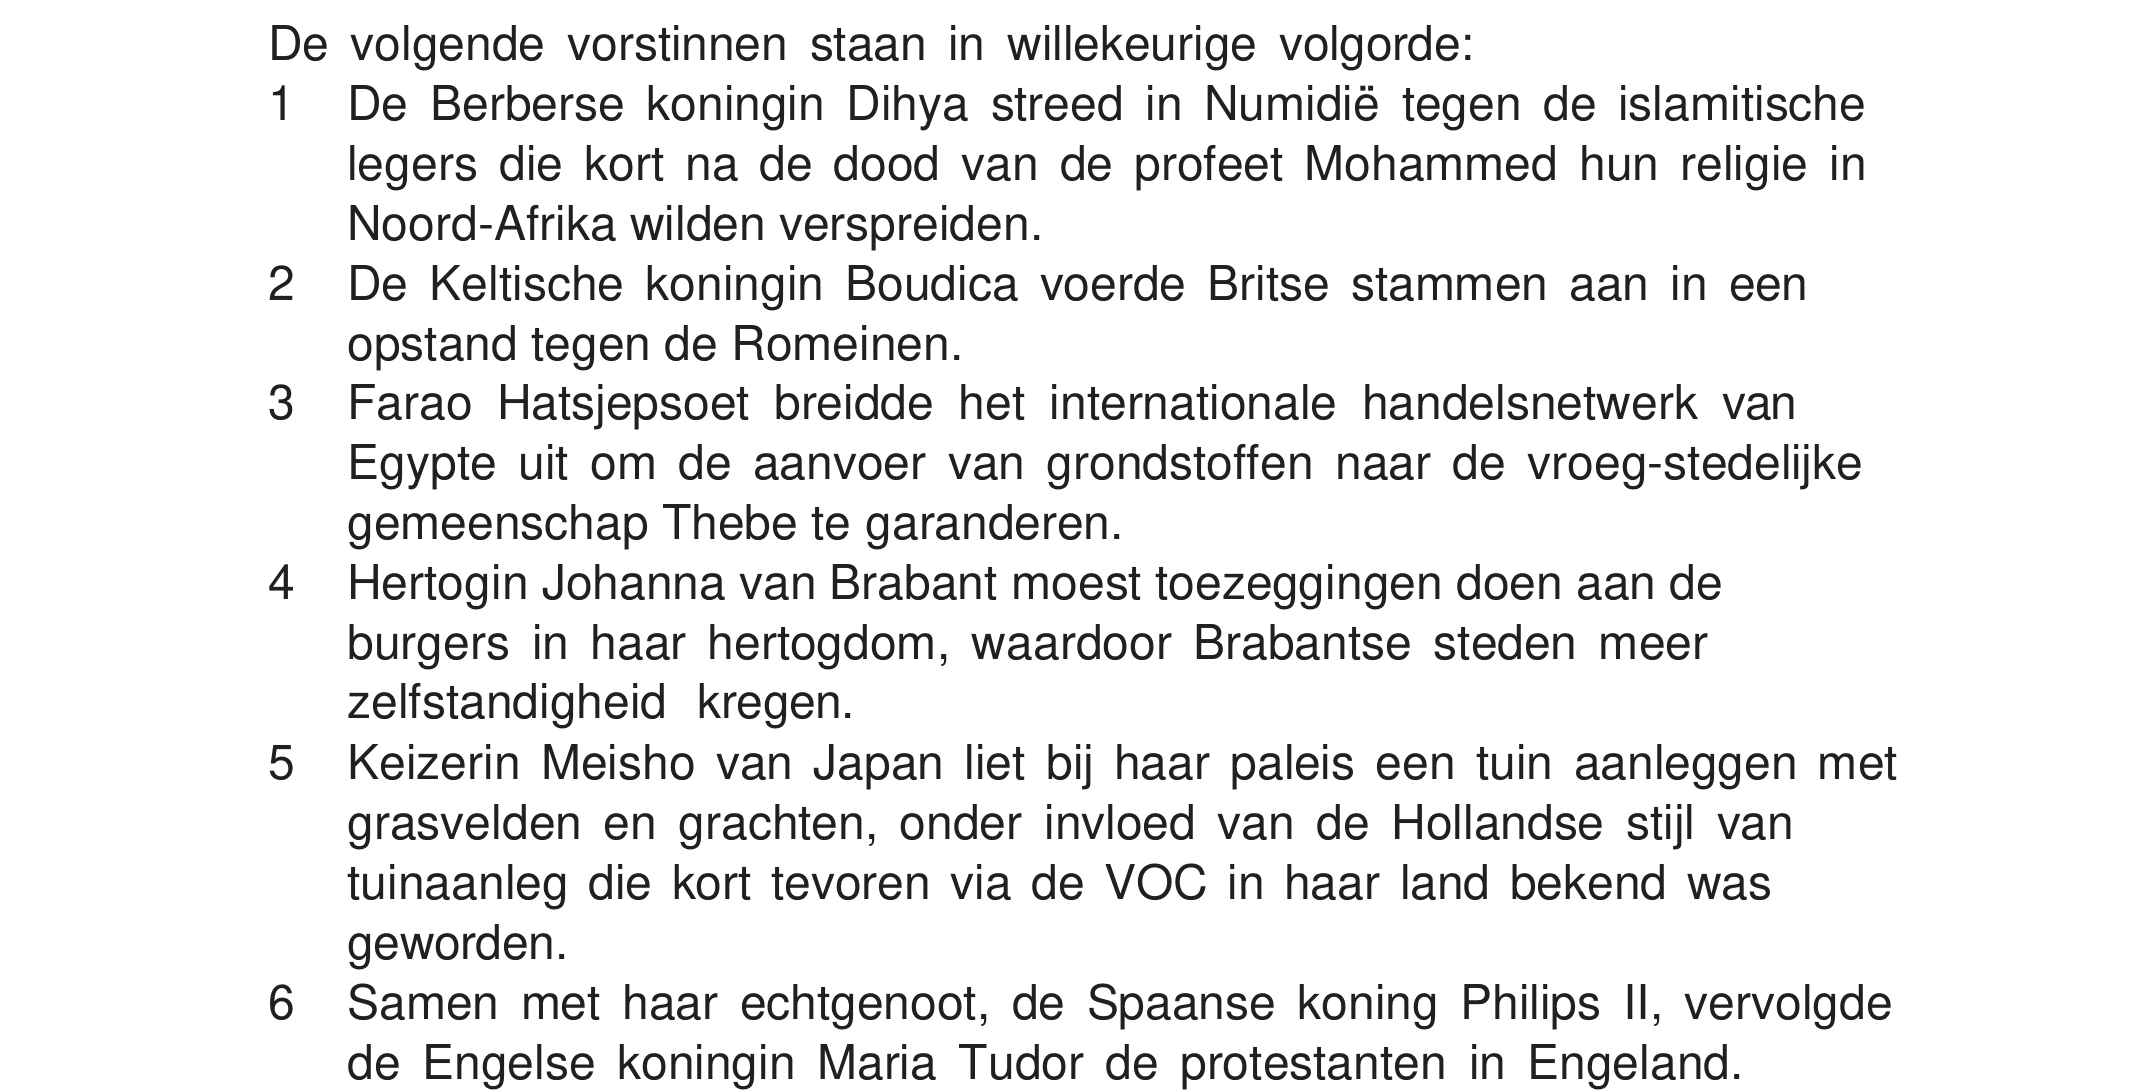 De volgende vorstinnen staan in willekeurige volgorde:
1 De Berberse koningin Dihya streed in Numidië tegen de islamitische
legers die kort na de dood van de profeet Mohammed hun religie in
Noord-Afrika wilden verspreiden.
2 De Keltische koningin Boudica voerde Britse stammen aan in een
opstand tegen de Romeinen.
3 Farao Hatsjepsoet breidde het internationale handelsnetwerk van
Egypte uit om de aanvoer van grondstoffen naar de vroeg-stedelijke
gemeenschap Thebe te garanderen.
4 Hertogin Johanna van Brabant moest toezeggingen doen aan de
burgers in haar hertogdom, waardoor Brabantse steden meer
zelfstandigheid kregen.
5 Keizerin Meisho van Japan liet bij haar paleis een tuin aanleggen met
grasvelden en grachten, onder invloed van de Hollandse stijl van
tuinaanleg die kort tevoren via de VOC in haar land bekend was
geworden.
6 Samen met haar echtgenoot, de Spaanse koning Philips II, vervolgde
de Engelse koningin Maria Tudor de protestanten in Engeland.